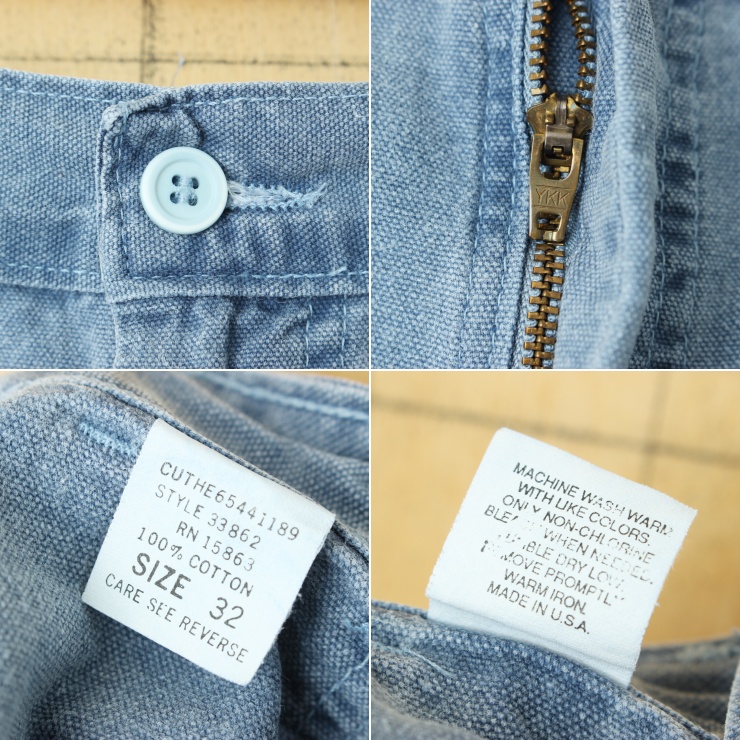 YKK
CUTHE65441189
STYLE 33862
RN 15863
100% COTTON
SIZE 32
CARE SEE REVERSE
MACHINE WASH WARM
WITH LIKE COLORS.
ONLY NON-CHLORINE
WHEN NEEDED.
DRY LOW.
PROMPTLY
WARM IRON.
MADE IN U.S.A.